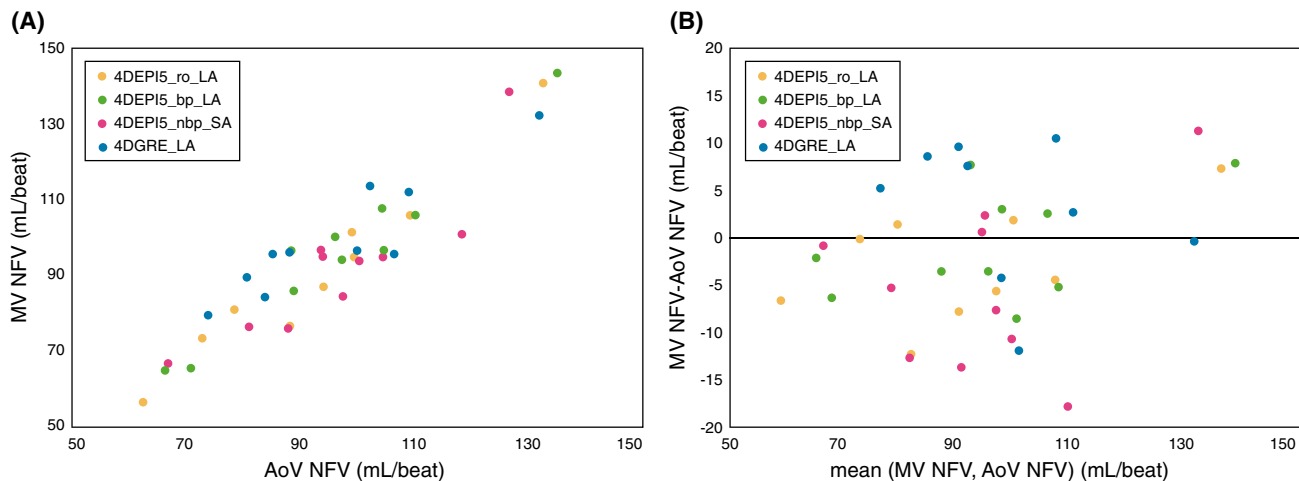 (A)
MV NFV (mL/beat)
150
130
110
90
70
50
4DEPI5_ro_LA
4DEPI5_bp_LA
4DEPI5_nbp_SA
4DGRE_LA
50 70 90 110 130 150
AoV NFV (mL/beat)
(B)
MV NFV-AoV NFV (mL/beat)
20
15
10
5
0
-5
-10
-15
-20
4DEPI5_ro_LA
4DEPI5_bp_LA
4DEPI5_nbp_SA
4DGRE_LA
50 70 90 110 130 150
mean (MV NFV, AoV NFV) (mL/beat)